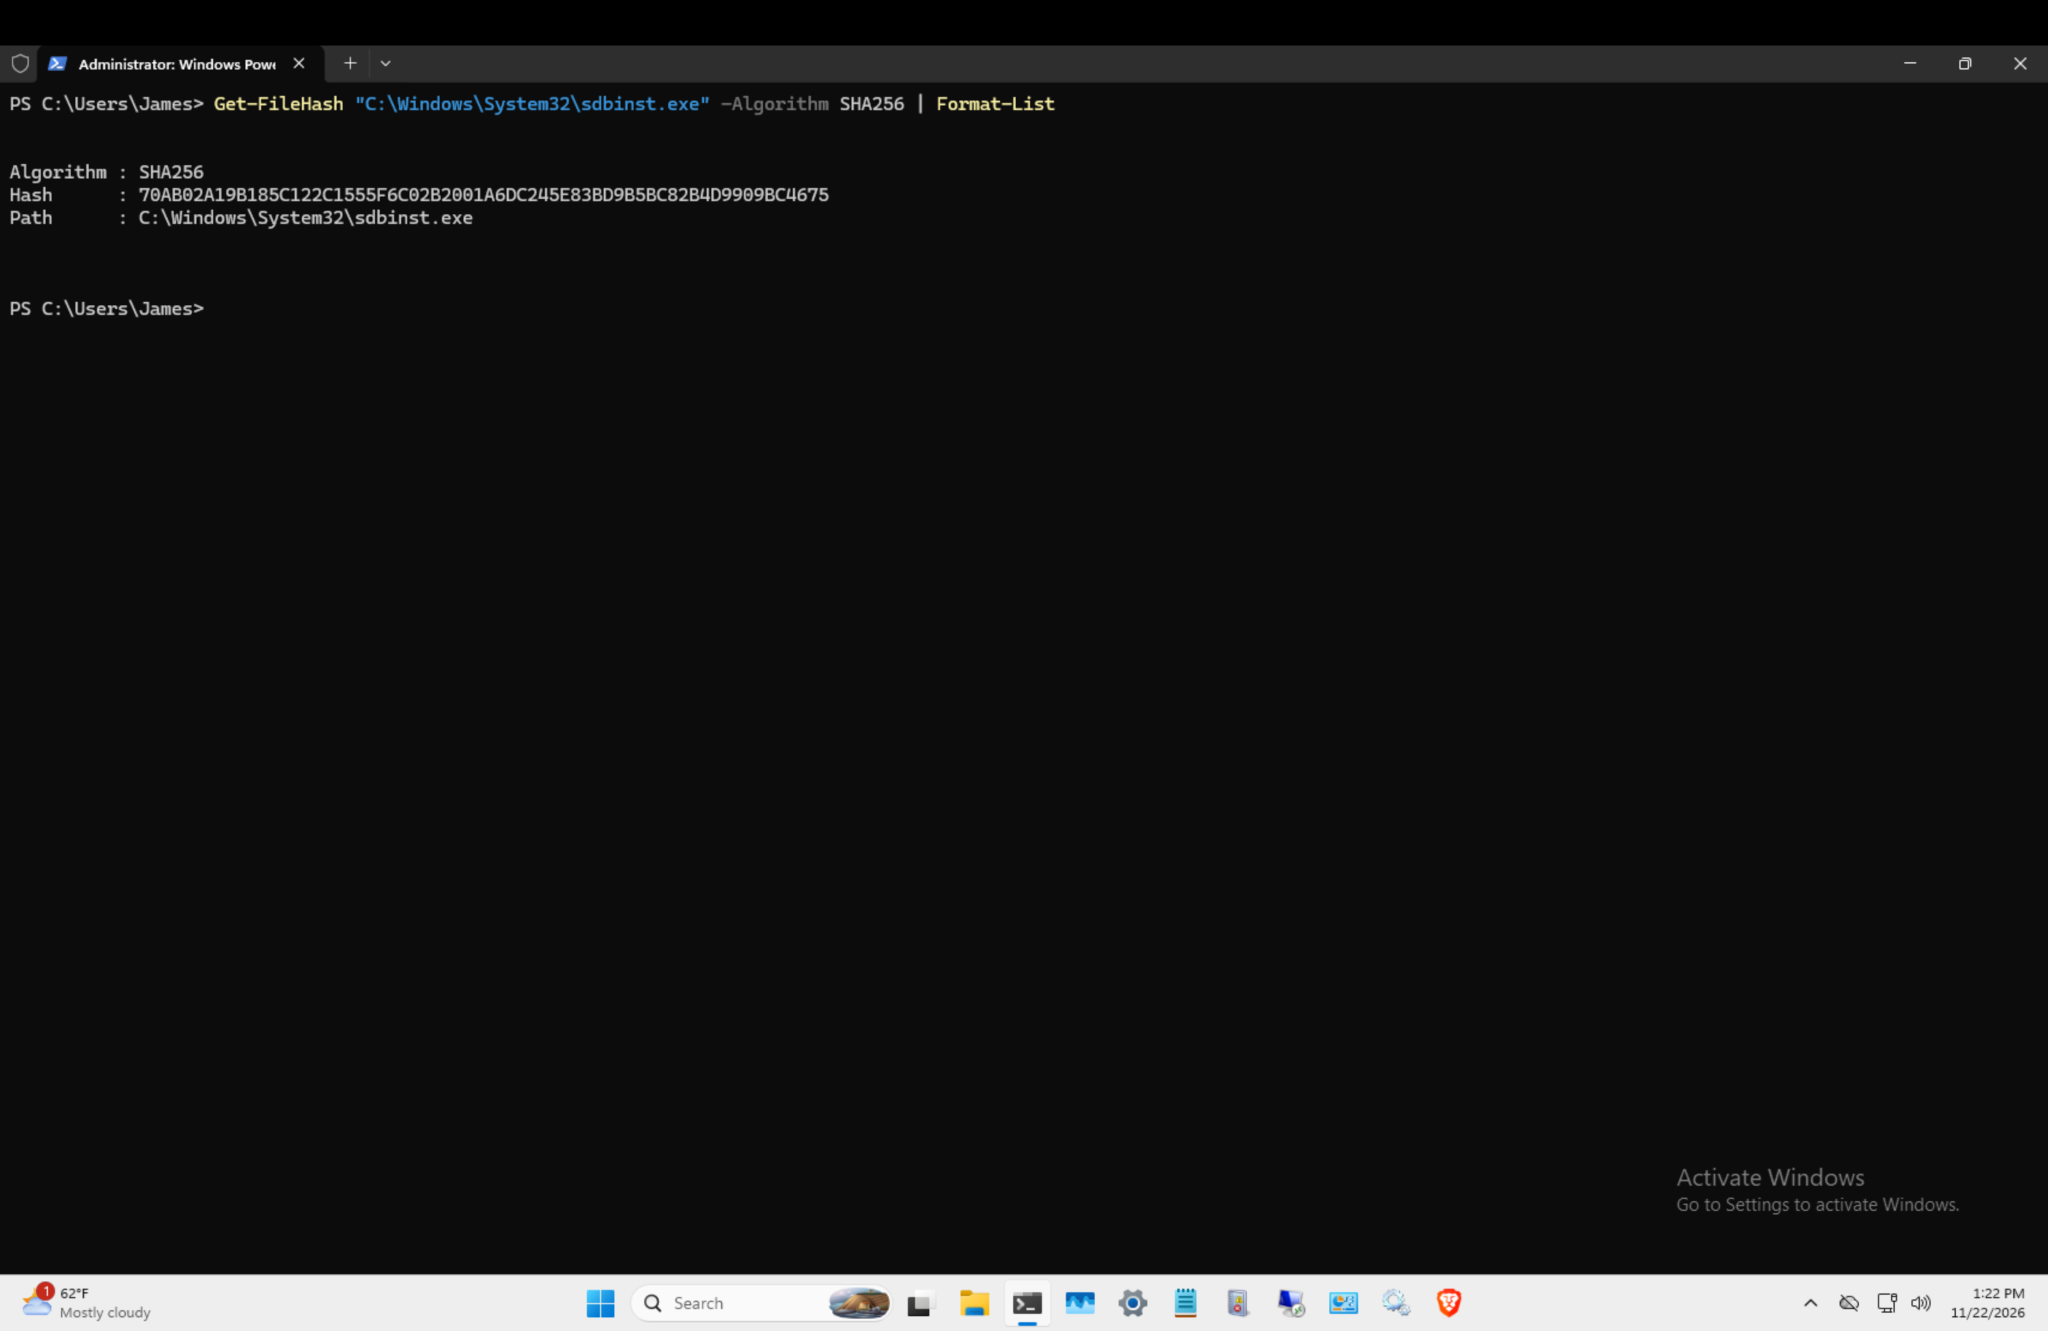 Administrator: Windows Powe
PS C:\Users\James> Get-FileHash "C:\Windows\System32\sdbinst.exe" -Algorithm SHA256 | Format-List
Algorithm : SHA256
Hash      : 70AB02A19B185C122C1555F6C02B2001A6DC245E83BD9B5BC82B4D9909BC4675
Path      : C:\Windows\System32\sdbinst.exe
PS C:\Users\James>
Activate Windows
Go to Settings to activate Windows.
1
62°F
Mostly cloudy
Search
1:22 PM
11/22/2026